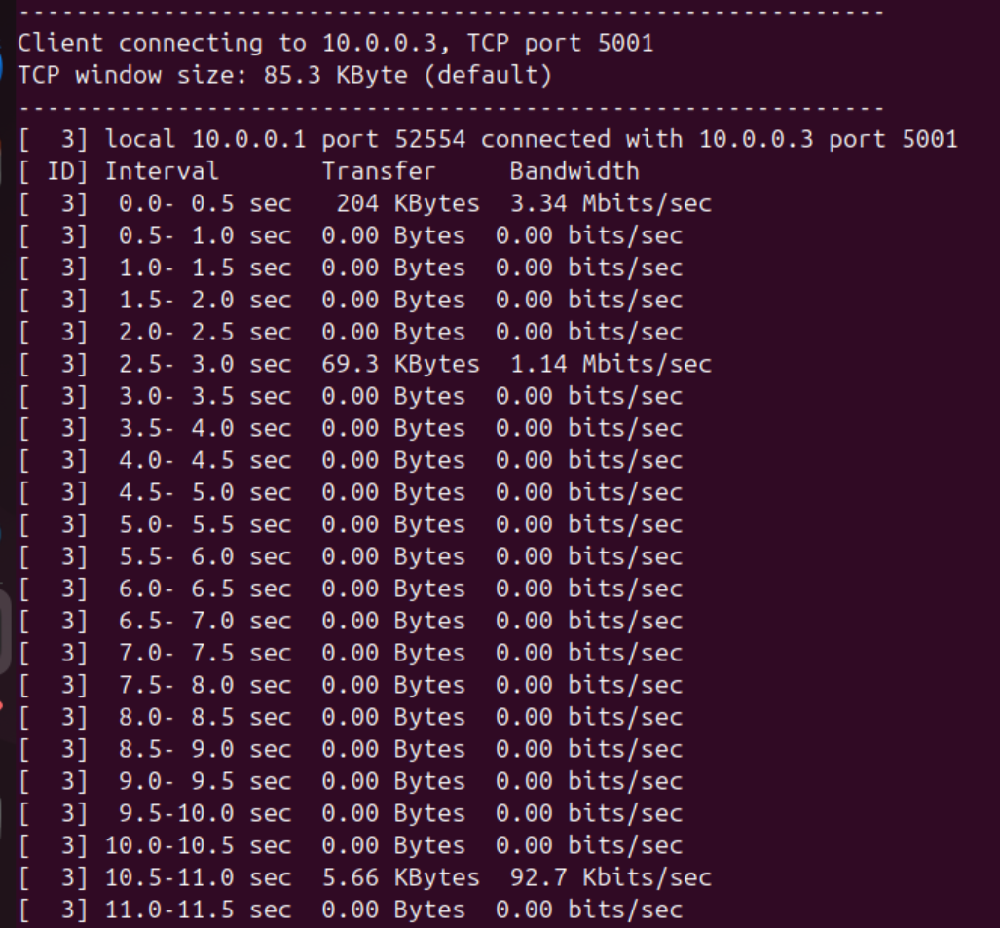 ------------------------------------------------------------
Client connecting to 10.0.0.3, TCP port 5001
TCP window size: 85.3 KByte (default)
------------------------------------------------------------
[  3] local 10.0.0.1 port 52554 connected with 10.0.0.3 port 5001
[ ID] Interval       Transfer     Bandwidth
[  3]  0.0- 0.5 sec   204 KBytes  3.34 Mbits/sec
[  3]  0.5- 1.0 sec  0.00 Bytes  0.00 bits/sec
[  3]  1.0- 1.5 sec  0.00 Bytes  0.00 bits/sec
[  3]  1.5- 2.0 sec  0.00 Bytes  0.00 bits/sec
[  3]  2.0- 2.5 sec  0.00 Bytes  0.00 bits/sec
[  3]  2.5- 3.0 sec  69.3 KBytes  1.14 Mbits/sec
[  3]  3.0- 3.5 sec  0.00 Bytes  0.00 bits/sec
[  3]  3.5- 4.0 sec  0.00 Bytes  0.00 bits/sec
[  3]  4.0- 4.5 sec  0.00 Bytes  0.00 bits/sec
[  3]  4.5- 5.0 sec  0.00 Bytes  0.00 bits/sec
[  3]  5.0- 5.5 sec  0.00 Bytes  0.00 bits/sec
[  3]  5.5- 6.0 sec  0.00 Bytes  0.00 bits/sec
[  3]  6.0- 6.5 sec  0.00 Bytes  0.00 bits/sec
[  3]  6.5- 7.0 sec  0.00 Bytes  0.00 bits/sec
[  3]  7.0- 7.5 sec  0.00 Bytes  0.00 bits/sec
[  3]  7.5- 8.0 sec  0.00 Bytes  0.00 bits/sec
[  3]  8.0- 8.5 sec  0.00 Bytes  0.00 bits/sec
[  3]  8.5- 9.0 sec  0.00 Bytes  0.00 bits/sec
[  3]  9.0- 9.5 sec  0.00 Bytes  0.00 bits/sec
[  3]  9.5-10.0 sec  0.00 Bytes  0.00 bits/sec
[  3] 10.0-10.5 sec  0.00 Bytes  0.00 bits/sec
[  3] 10.5-11.0 sec  5.66 KBytes  92.7 Kbits/sec
[  3] 11.0-11.5 sec  0.00 Bytes  0.00 bits/sec